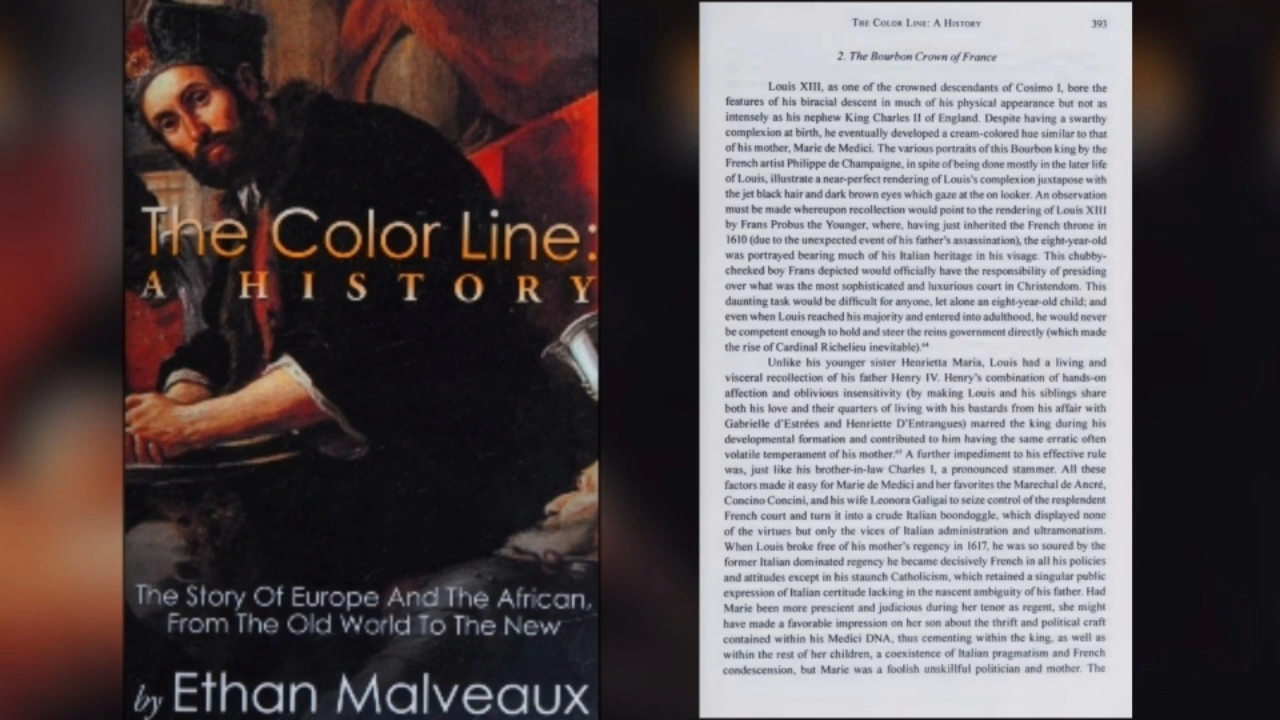 The Color Line:
A HISTORY
The Story Of Europe And The African,
From The Old World To The New
by Ethan Malveaux
THE COLOR LINE: A HISTORY 393
2. The Bourbon Crown of France
Louis XIII, as one of the crowned descendants of Cosimo I, bore the
features of his biracial descent in much of his physical appearance but not as
intensely as his nephew King Charles II of England. Despite having a swarthy
complexion at birth, he eventually developed a cream-colored hue similar to that
of his mother, Marie de Medici. The various portraits of this Bourbon king by the
French artist Philippe de Champaigne, in spite of being done mostly in the later life
of Louis, illustrate a near-perfect rendering of Louis's complexion juxtapose with
the jet black hair and dark brown eyes which gaze at the on looker. An observation
must be made whereupon recollection would point to the rendering of Louis XIII
by Frans Probus the Younger, where, having just inherited the French throne in
1610 (due to the unexpected event of his father's assassination), the eight-year-old
was portrayed bearing much of his Italian heritage in his visage. This chubby-
cheeked boy Frans depicted would officially have the responsibility of presiding
over what was the most sophisticated and luxurious court in Christendom. This
daunting task would be difficult for anyone, let alone an eight-year-old child; and
even when Louis reached his majority and entered into adulthood, he would never
be competent enough to hold and steer the reins government directly (which made
the rise of Cardinal Richelieu inevitable).⁶⁴
Unlike his younger sister Henrietta Maria, Louis had a living and
visceral recollection of his father Henry IV. Henry's combination of hands-on
affection and oblivious insensitivity (by making Louis and his siblings share
both his love and their quarters of living with his bastards from his affair with
Gabrielle d'Estrées and Henriette D'Entrangues) marred the king during his
developmental formation and contributed to him having the same erratic often
volatile temperament of his mother.⁶⁵ A further impediment to his effective rule
was, just like his brother-in-law Charles I, a pronounced stammer. All these
factors made it easy for Marie de Medici and her favorites the Marechal de Ancré,
Concino Concini, and his wife Leonora Galigai to seize control of the resplendent
French court and turn it into a crude Italian boondoggle, which displayed none
of the virtues but only the vices of Italian administration and ultramonatism.
When Louis broke free of his mother's regency in 1617, he was so soured by the
former Italian dominated regency he became decisively French in all his policies
and attitudes except in his staunch Catholicism, which retained a singular public
expression of Italian certitude lacking in the nascent ambiguity of his father. Had
Marie been more prescient and judicious during her tenor as regent, she might
have made a favorable impression on her son about the thrift and political craft
contained within his Medici DNA, thus cementing within the king, as well as
within the rest of her children, a coexistence of Italian pragmatism and French
condescension, but Marie was a foolish unskillful politician and mother. The